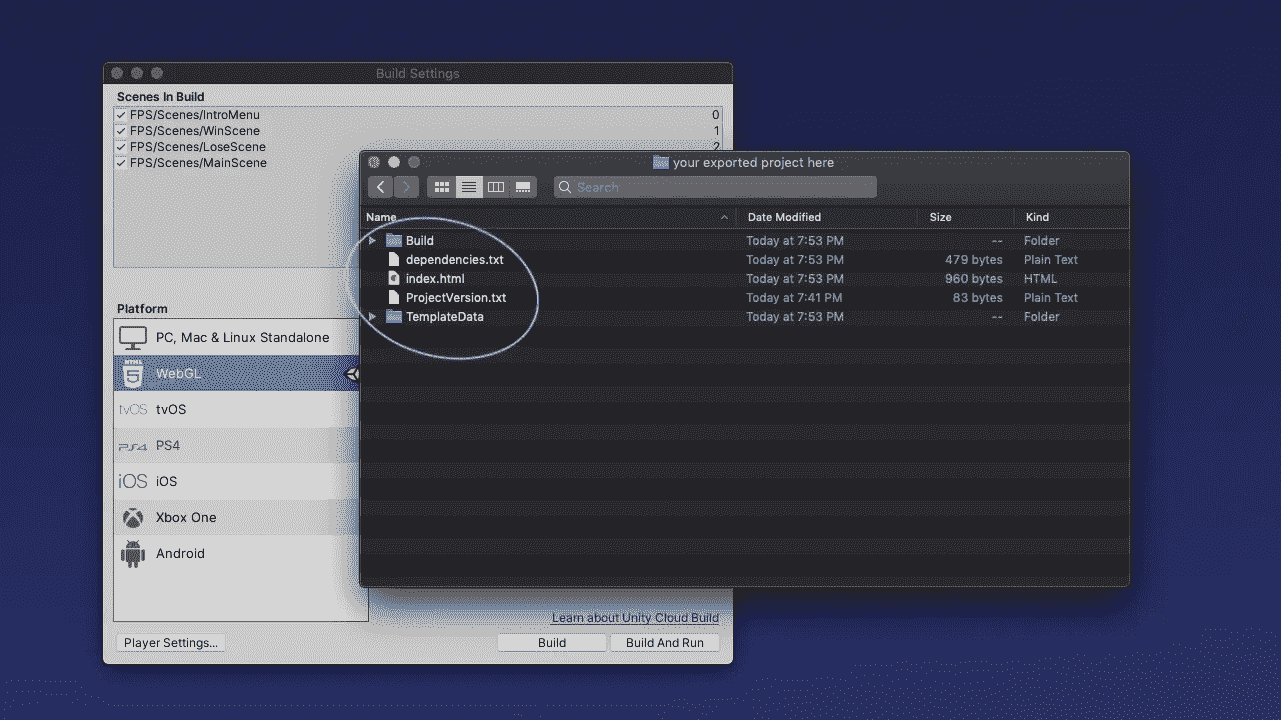 Build Settings
Scenes In Build
FPS/Scenes/IntroMenu 0
FPS/Scenes/WinScene 1
FPS/Scenes/LoseScene 2
FPS/Scenes/MainScene
your exported project here
Search
Name Date Modified Size Kind
Build Today at 7:53 PM -- Folder
dependencies.txt Today at 7:53 PM 479 bytes Plain Text
index.html Today at 7:53 PM 960 bytes HTML
ProjectVersion.txt Today at 7:41 PM 83 bytes Plain Text
TemplateData Today at 7:53 PM -- Folder
Platform
PC, Mac & Linux Standalone
HTML 5 WebGL
tvOS tvOS
PS4 PS4
iOS iOS
Xbox One
Android
Learn about Unity Cloud Build
Player Settings... Build Build And Run